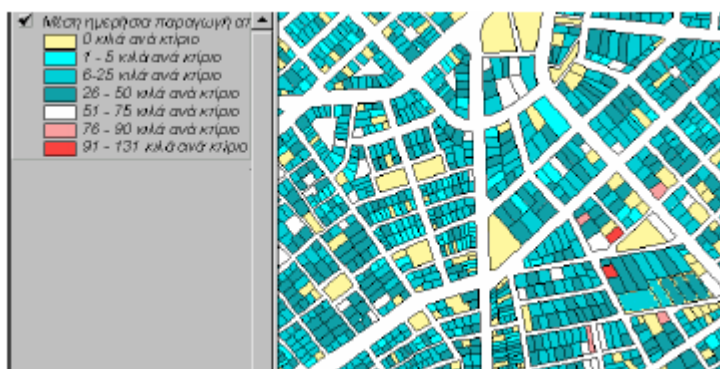 Μέση ημερήσια παραγωγή απ
0 κιλά ανά κτίριο
1 - 5 κιλά ανά κτίριο
6-25 κιλά ανά κτίριο
26 - 50 κιλά ανά κτίριο
51 - 75 κιλά ανά κτίριο
76 - 90 κιλά ανά κτίριο
91 - 131 κιλά ανά κτίριο